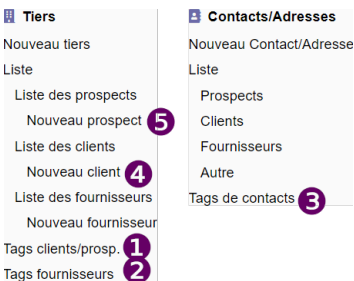 Tiers
Nouveau tiers
Liste
Liste des prospects
Nouveau prospect 5
Liste des clients
Nouveau client 4
Liste des fournisseurs
Nouveau fournisseur
Tags clients/prosp. 1
Tags fournisseurs 2
Contacts/Adresses
Nouveau Contact/Adresse
Liste
Prospects
Clients
Fournisseurs
Autre
Tags de contacts 3